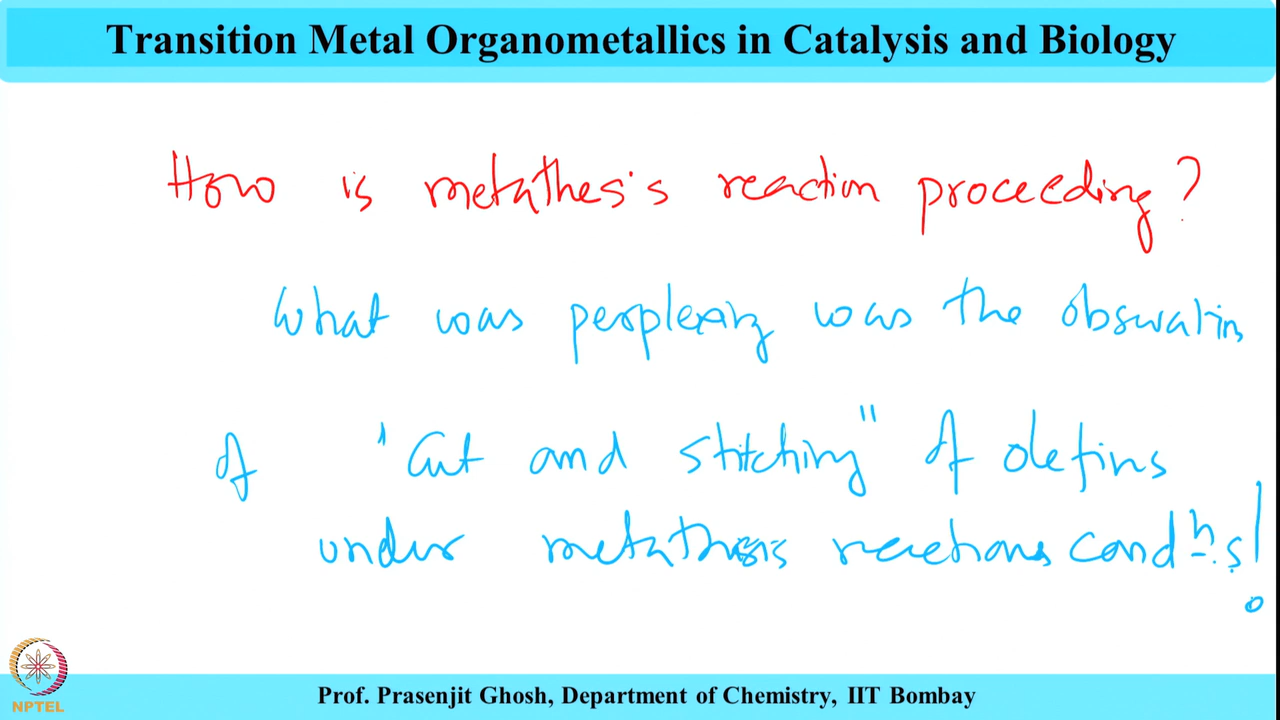 Transition Metal Organometallics in Catalysis and Biology
How is metathesis reaction proceeding?
What was perplexing was the observation
of "Cut and stitching" of olefins
under metathesis reactions condns!
NPTEL
Prof. Prasenjit Ghosh, Department of Chemistry, IIT Bombay